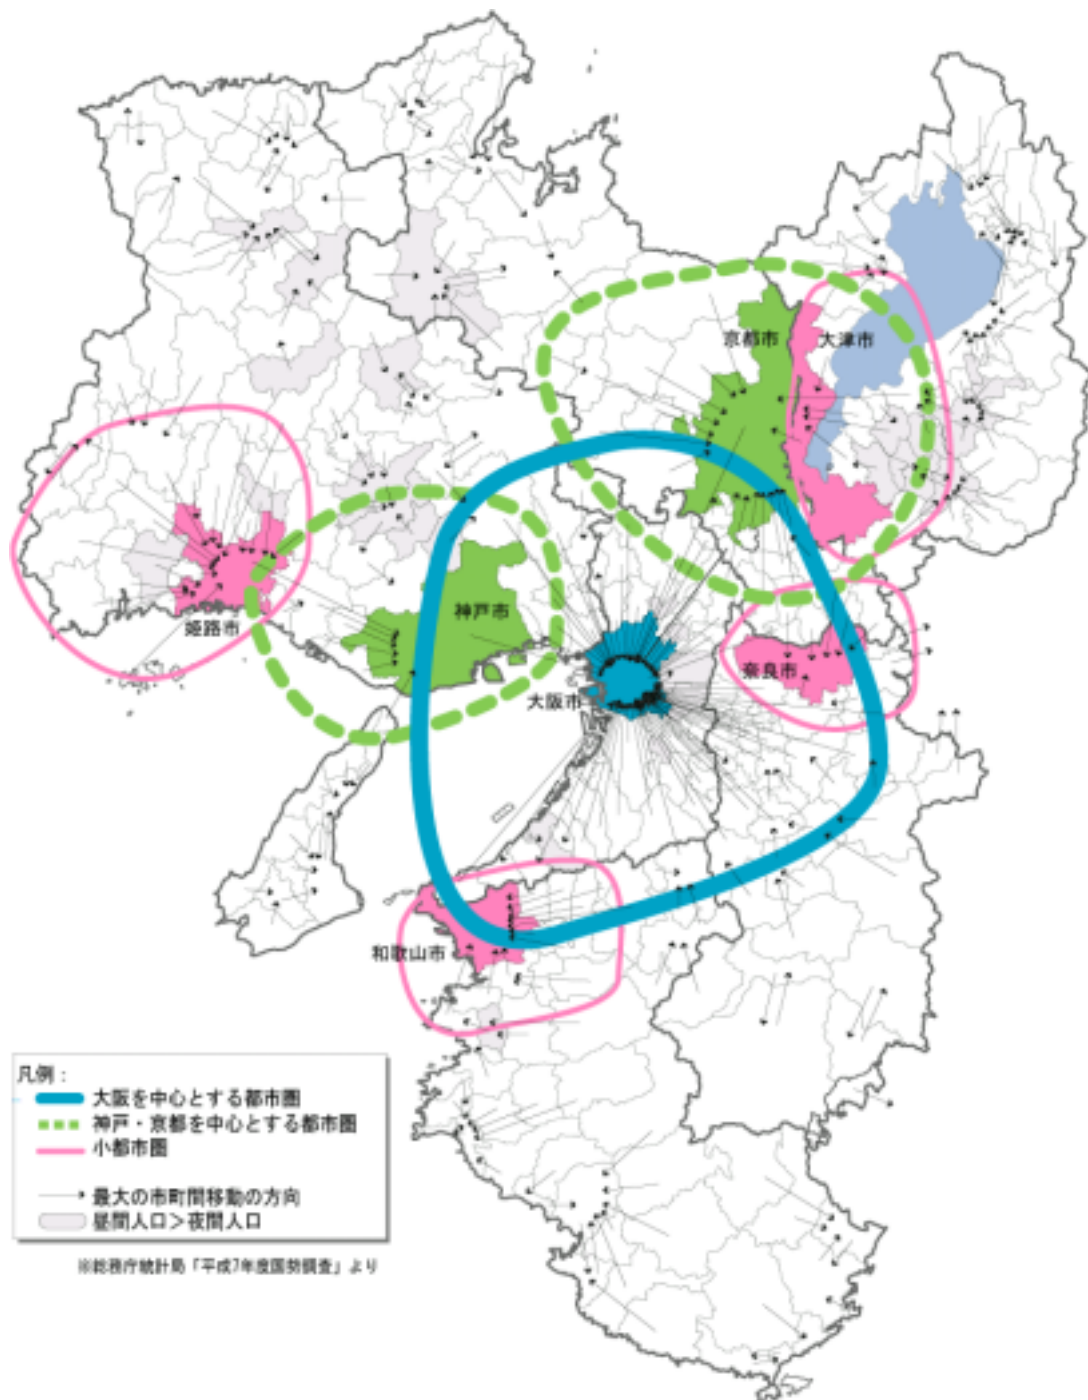 京都市
大津市
神戸市
姫路市
奈良市
大阪市
和歌山市
凡例:
大阪を中心とする都市圏
神戸・京都を中心とする都市圏
小都市圏
最大の市町間移動の方向
昼間人口>夜間人口
※総務庁統計局「平成7年度国勢調査」より